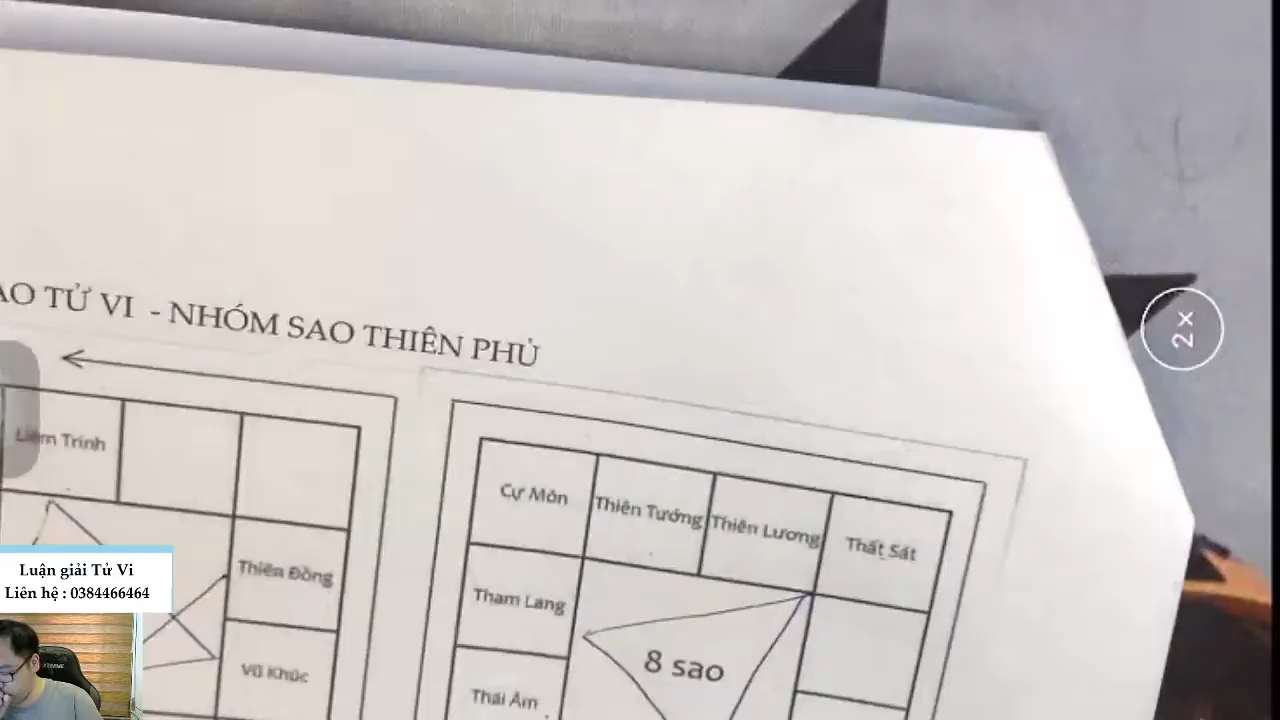 AO TỬ VI - NHÓM SAO THIÊN PHỦ
Liêm Trinh
Thiên Đồng
Vũ Khúc
Cự Môn
Thiên Tướng
Thiên Lương
Thất Sát
Tham Lang
8 sao
Thái Âm
2×
Luận giải Tử Vi
Liên hệ : 0384466464